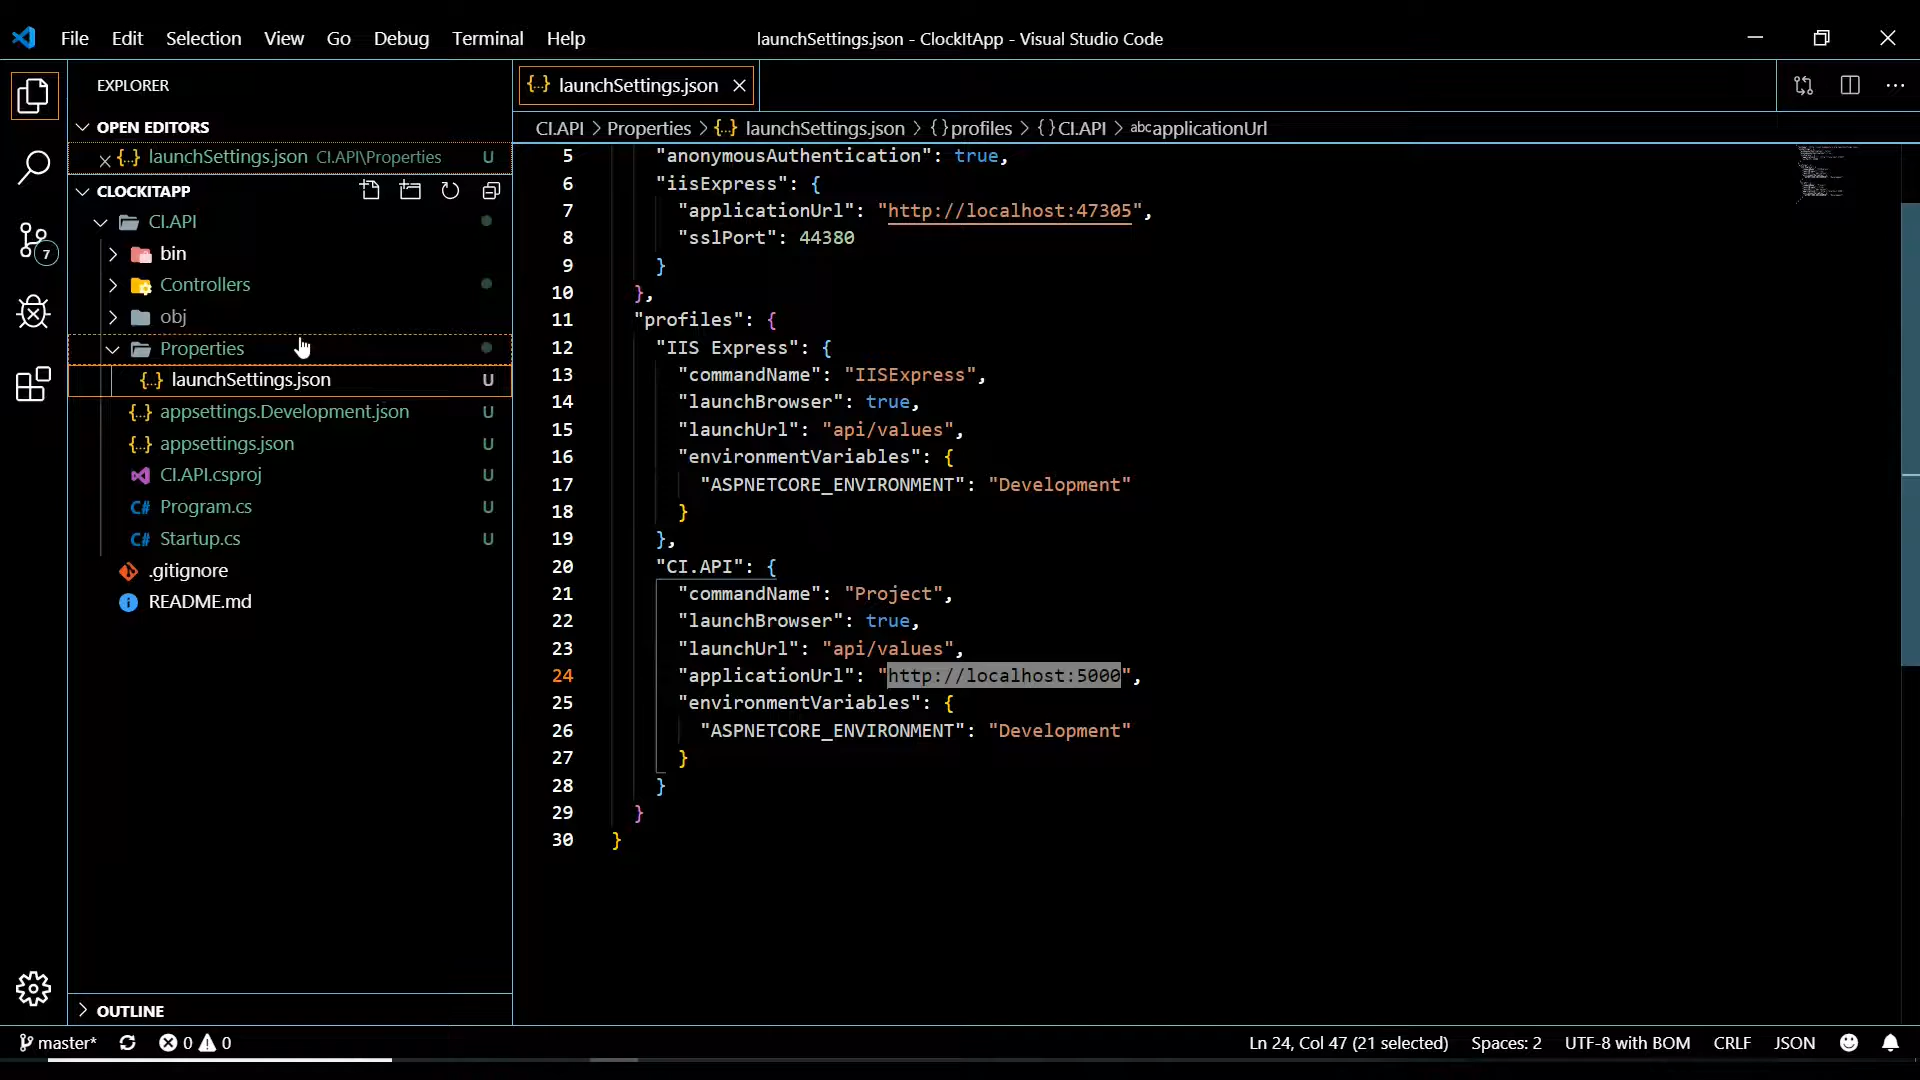 File Edit Selection View Go Debug Terminal Help
launchSettings.json - ClockItApp - Visual Studio Code
EXPLORER
OPEN EDITORS
launchSettings.json CI.API\Properties U
CLOCKITAPP
CI.API
bin
Controllers
obj
Properties
launchSettings.json U
appsettings.Development.json U
appsettings.json U
CI.API.csproj U
C# Program.cs U
C# Startup.cs U
.gitignore
README.md
OUTLINE
7
{..} launchSettings.json
CI.API > Properties > {..} launchSettings.json > {} profiles > {} CI.API > abc applicationUrl
5 "anonymousAuthentication": true,
6 "iisExpress": {
7 "applicationUrl": "http://localhost:47305",
8 "sslPort": 44380
9 }
10 },
11 "profiles": {
12 "IIS Express": {
13 "commandName": "IISExpress",
14 "launchBrowser": true,
15 "launchUrl": "api/values",
16 "environmentVariables": {
17 "ASPNETCORE_ENVIRONMENT": "Development"
18 }
19 },
20 "CI.API": {
21 "commandName": "Project",
22 "launchBrowser": true,
23 "launchUrl": "api/values",
24 "applicationUrl": "http://localhost:5000",
25 "environmentVariables": {
26 "ASPNETCORE_ENVIRONMENT": "Development"
27 }
28 }
29 }
30 }
master* 0 0 Ln 24, Col 47 (21 selected) Spaces: 2 UTF-8 with BOM CRLF JSON